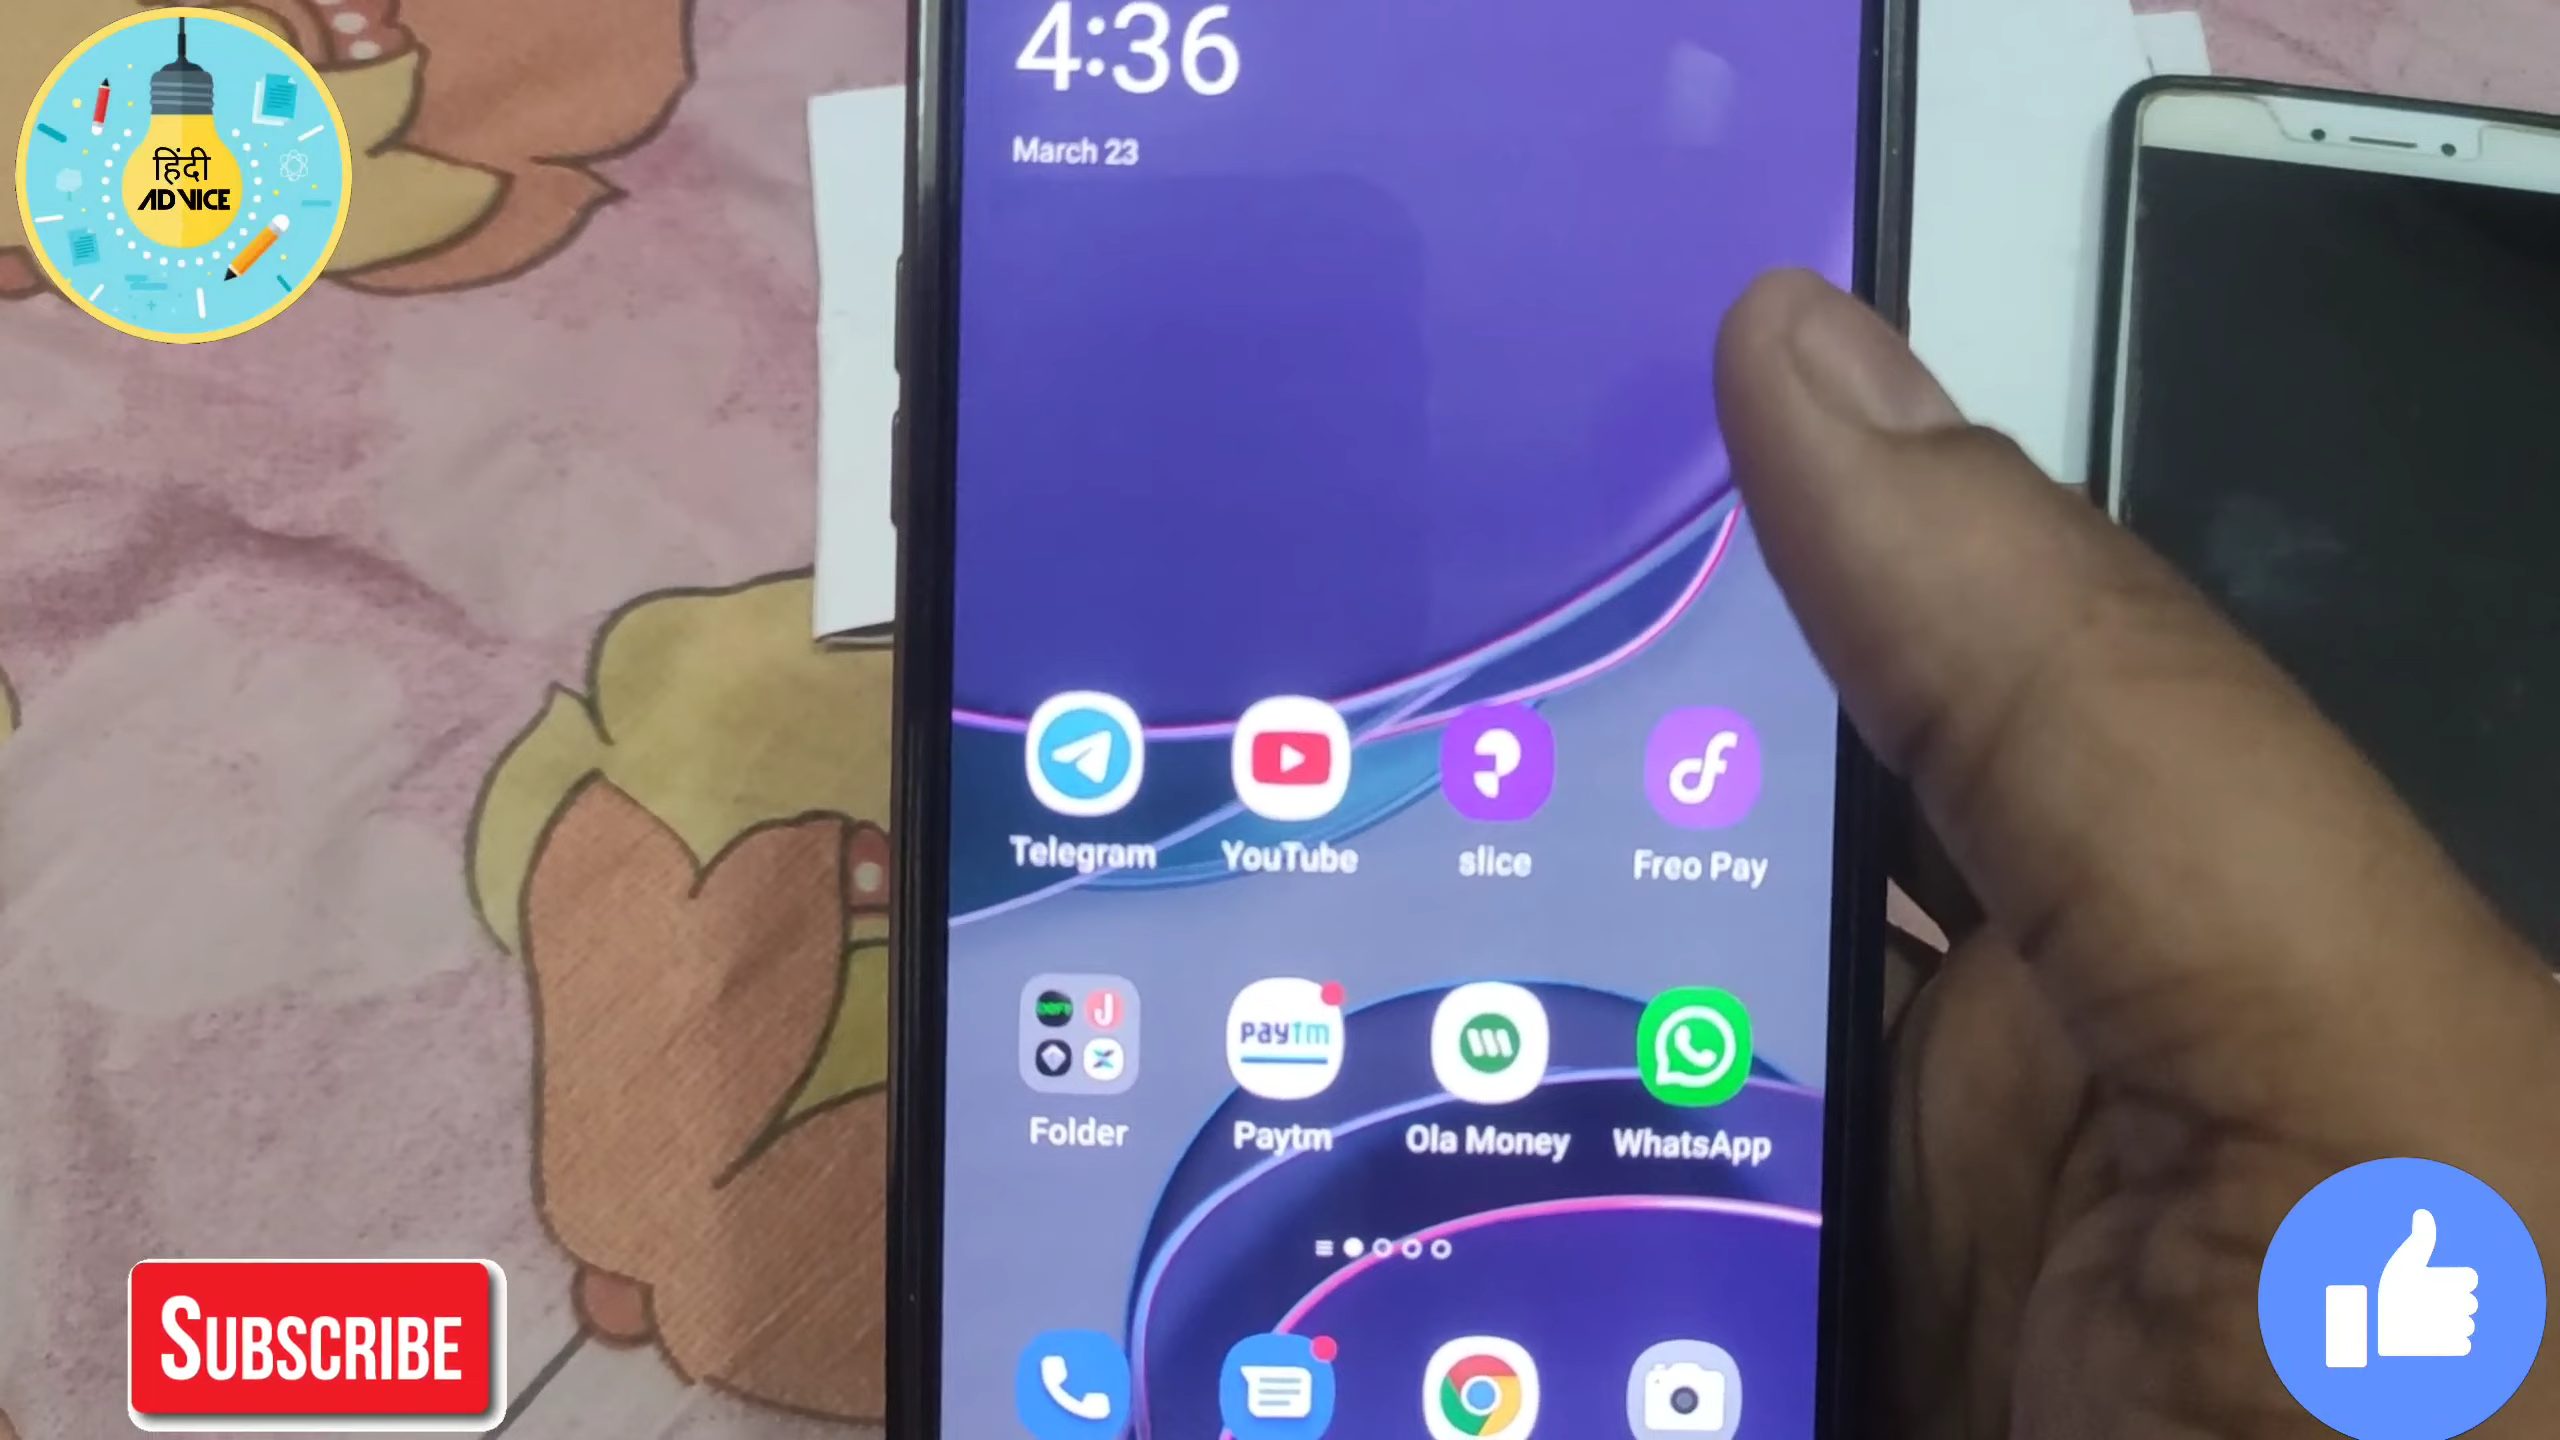 हिंदी
ADVICE
4:36
March 23
Telegram
YouTube
slice
Freo Pay
paytm
Folder
Paytm
Ola Money
WhatsApp
SUBSCRIBE